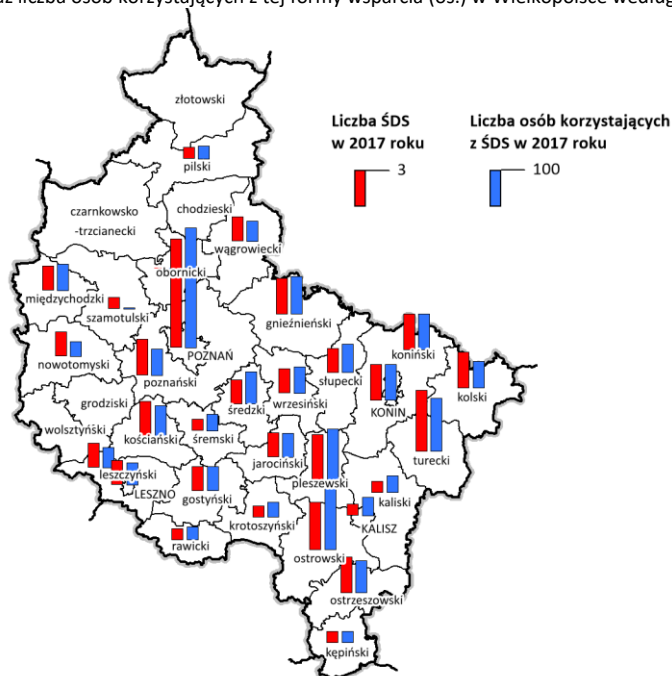 az liczba osób korzystających z tej formy wsparcia (os.) w Wielkopolsce według
złotowski
Liczba ŚDS
w 2017 roku
3
Liczba osób korzystających
z ŚDS w 2017 roku
100
pilski
czarnkowsko
-trzcianecki
chodzieski
wągrowiecki
obornicki
międzychodzki
szamotulski
gnieźnieński
nowotomyski
POZNAŃ
poznański
koniński
słupecki
kolski
grodziski
średzki
wrzesiński
KONIN
wolsztyński
kościański
śremski
turecki
jarociński
leszczyński
LESZNO
gostyński
pleszewski
kaliski
krotoszyński
KALISZ
rawicki
ostrowski
ostrzeszowski
kępiński